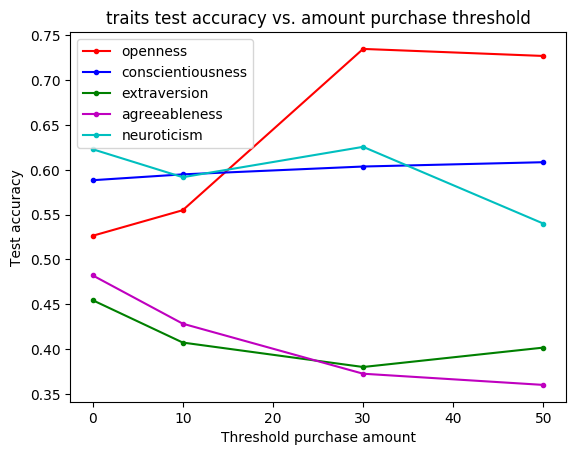 traits test accuracy vs. amount purchase threshold
0.75
0.70
0.65
0.60
0.55
0.50
0.45
0.40
0.35
Test accuracy
openness
conscientiousness
extraversion
agreeableness
neuroticism
0 10 20 30 40 50
Threshold purchase amount